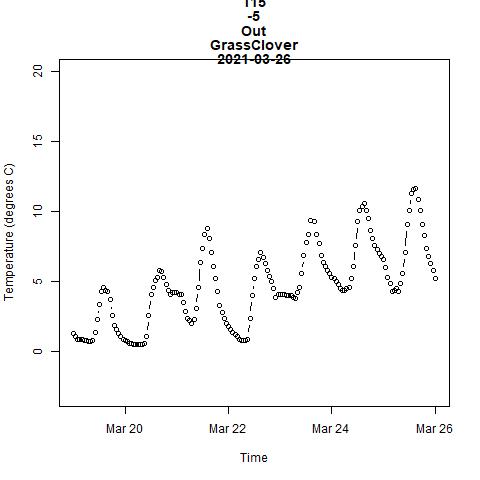 T15
-5
Out
GrassClover
2021-03-26
Temperature (degrees C)
20
15
10
5
0
Mar 20
Mar 22
Mar 24
Mar 26
Time